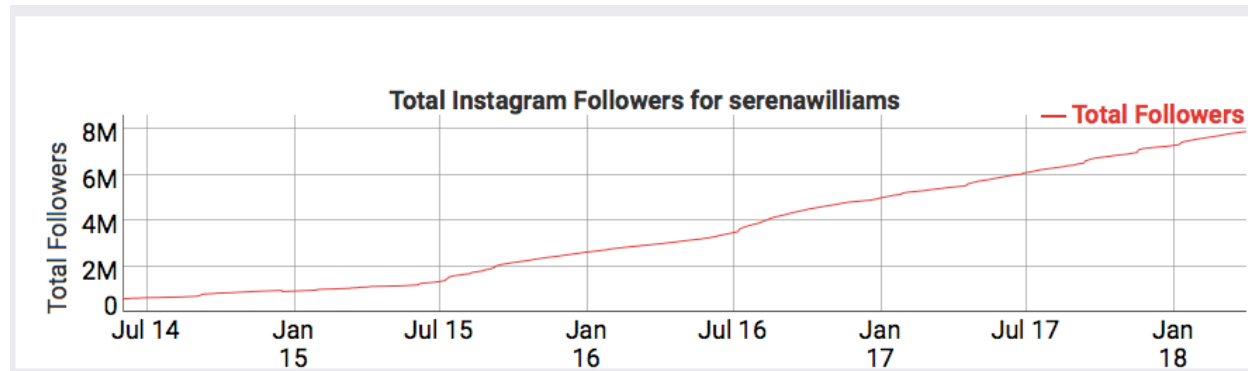 Total Instagram Followers for serenawilliams
Total Followers
8M
6M
4M
2M
0
Total Followers
Jul 14
Jan
15
Jul 15
Jan
16
Jul 16
Jan
17
Jul 17
Jan
18